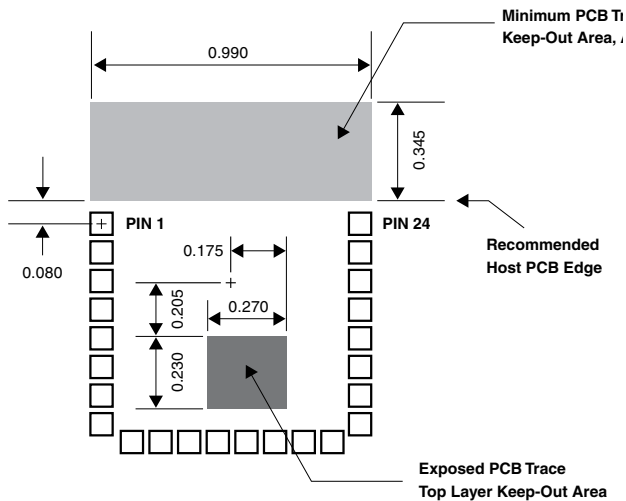 Minimum PCB
Keep-Out Area,
0.990
0.345
PIN 1
PIN 24
0.175
Recommended
Host PCB Edge
0.080
0.205
0.270
0.230
Exposed PCB Trace
Top Layer Keep-Out Area